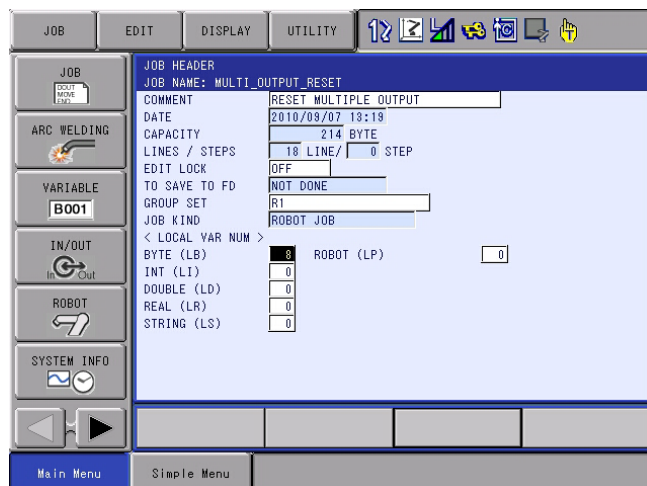 JOB EDIT DISPLAY UTILITY
JOB
DOUT
MOVE
END
ARC WELDING
VARIABLE
B001
IN/OUT
In Out
ROBOT
SYSTEM INFO
JOB HEADER
JOB NAME: MULTI_OUTPUT_RESET
COMMENT RESET MULTIPLE OUTPUT
DATE 2010/09/07 13:19
CAPACITY 214 BYTE
LINES / STEPS 18 LINE/ 0 STEP
EDIT LOCK OFF
TO SAVE TO FD NOT DONE
GROUP SET R1
JOB KIND ROBOT JOB
< LOCAL VAR NUM >
BYTE (LB) 8 ROBOT (LP) 0
INT (LI) 0
DOUBLE (LD) 0
REAL (LR) 0
STRING (LS) 0
Main Menu Simple Menu